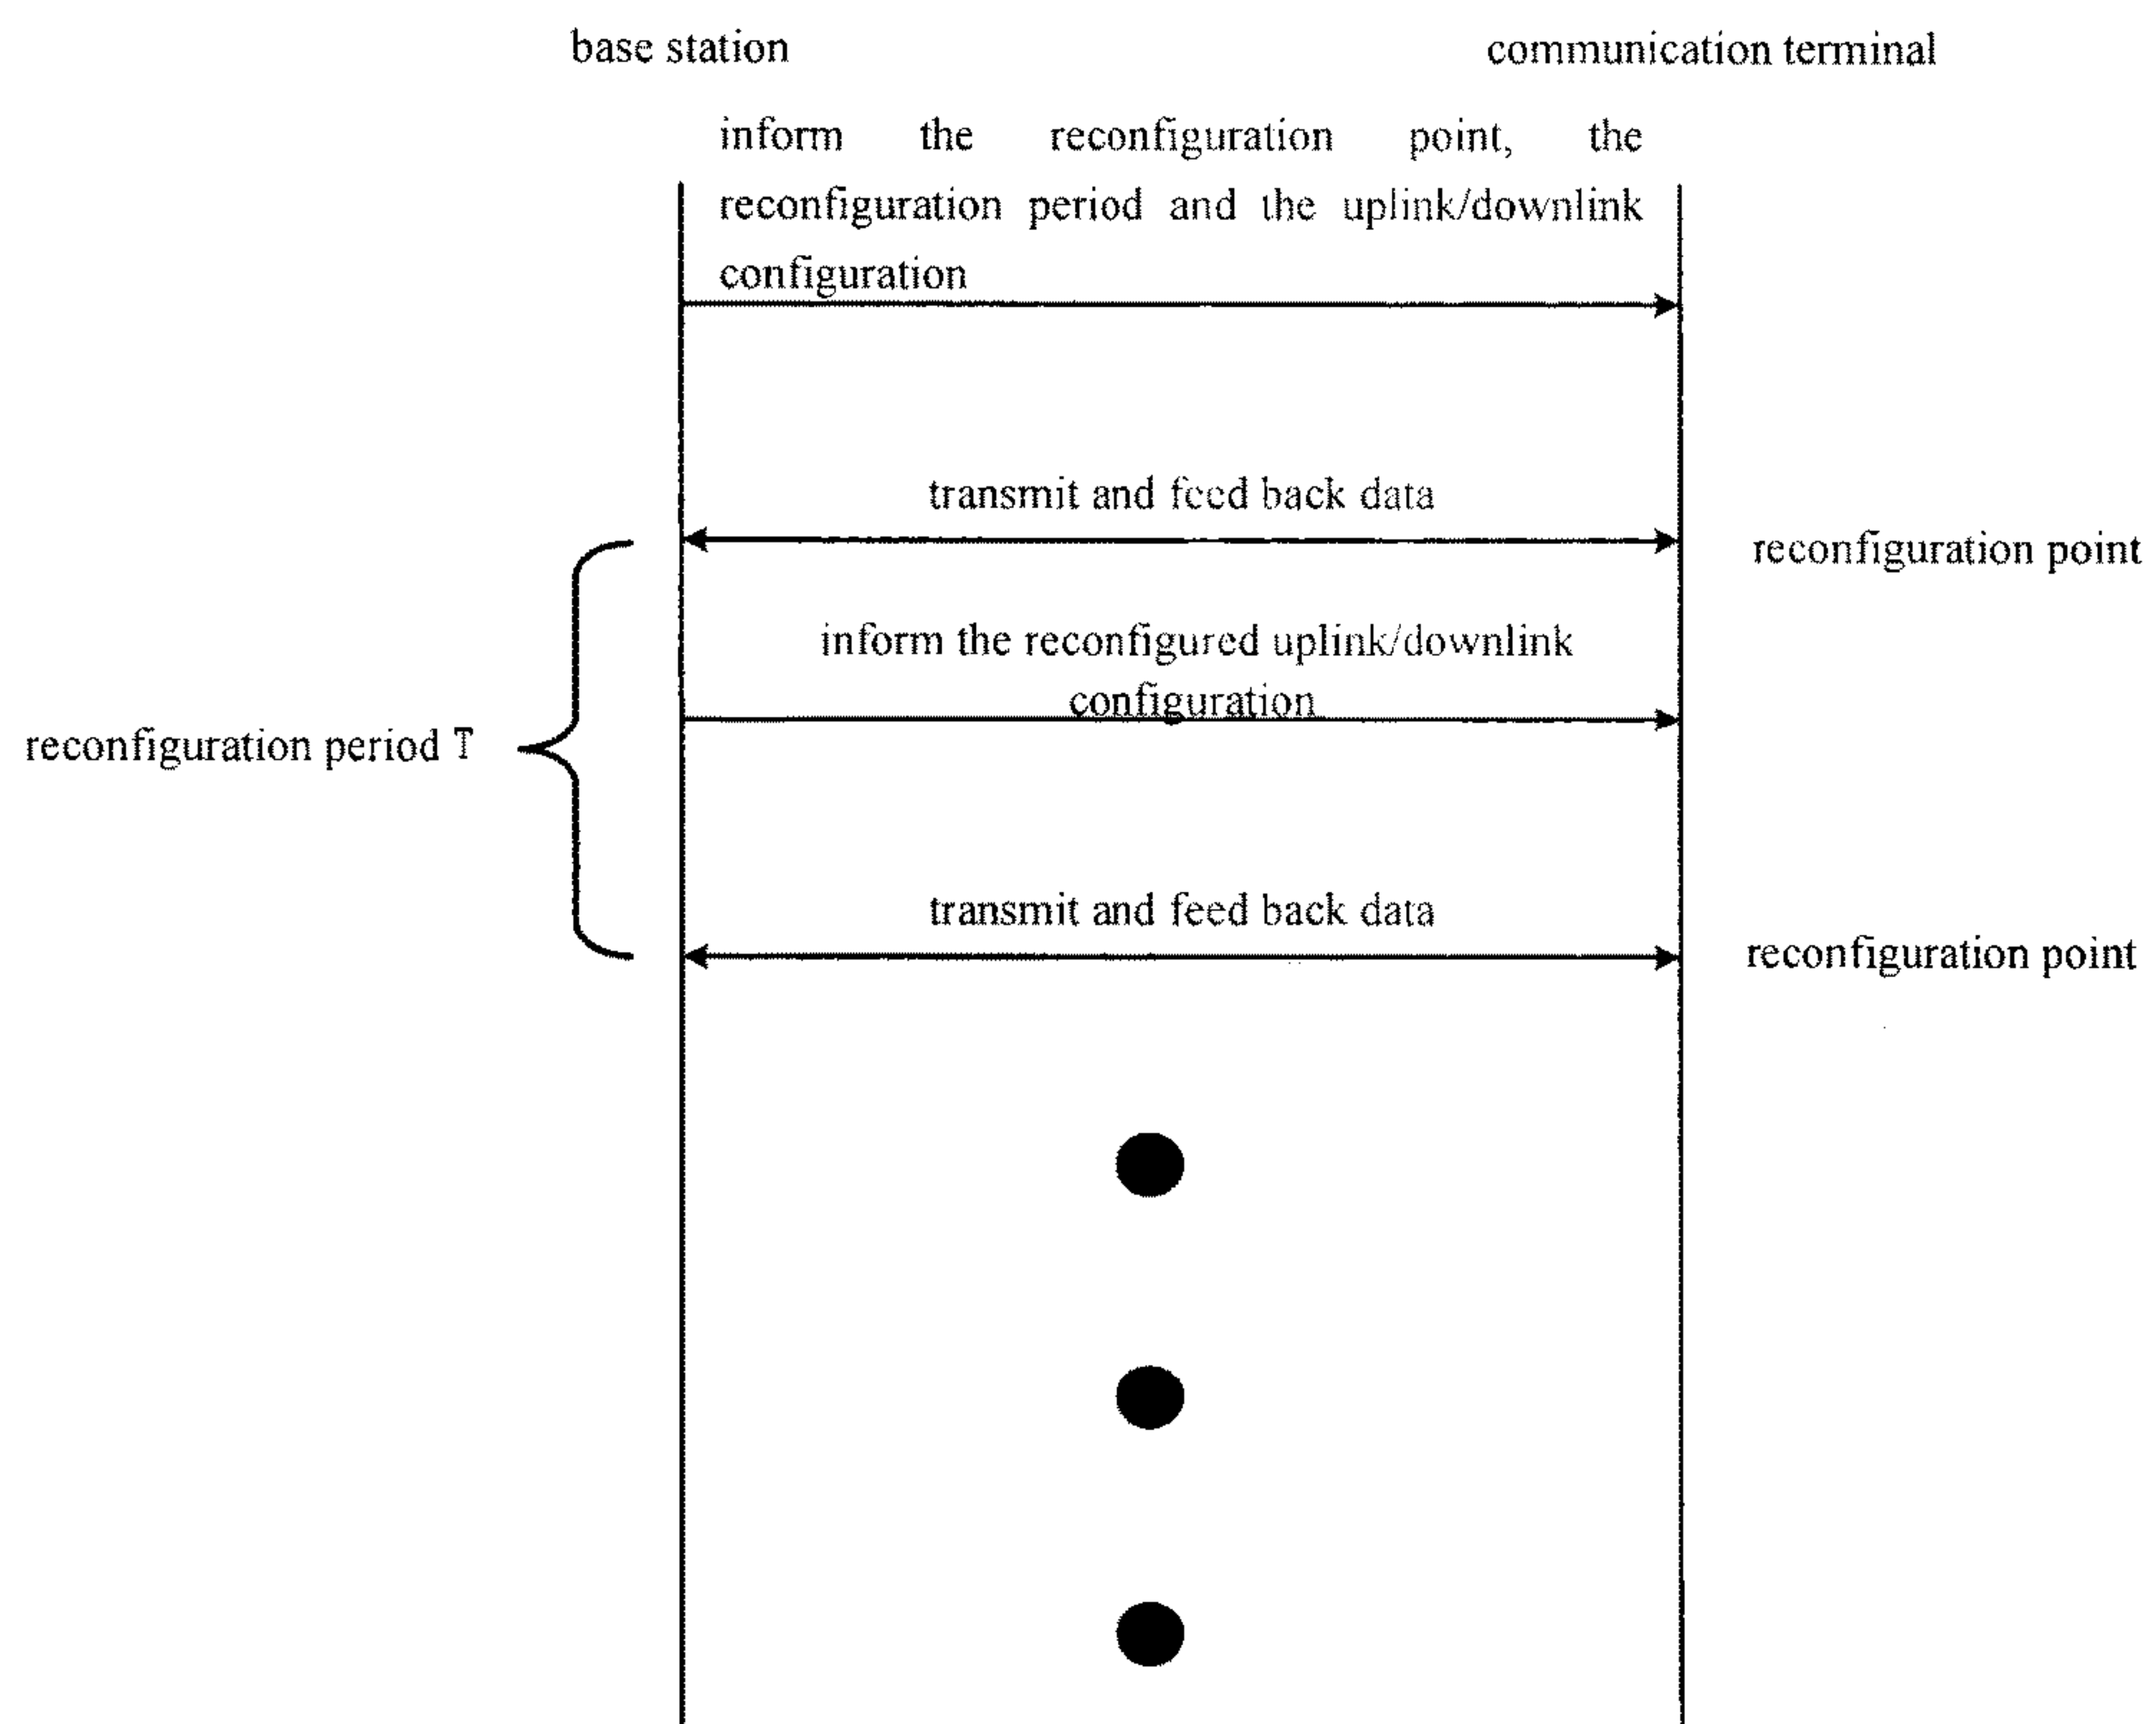 base station
communication terminal
inform the reconfiguration point, the
reconfiguration period and the uplink/downlink
configuration
transmit and feed back data
reconfiguration point
inform the reconfigured uplink/downlink
configuration
reconfiguration period T
transmit and feed back data
reconfiguration point